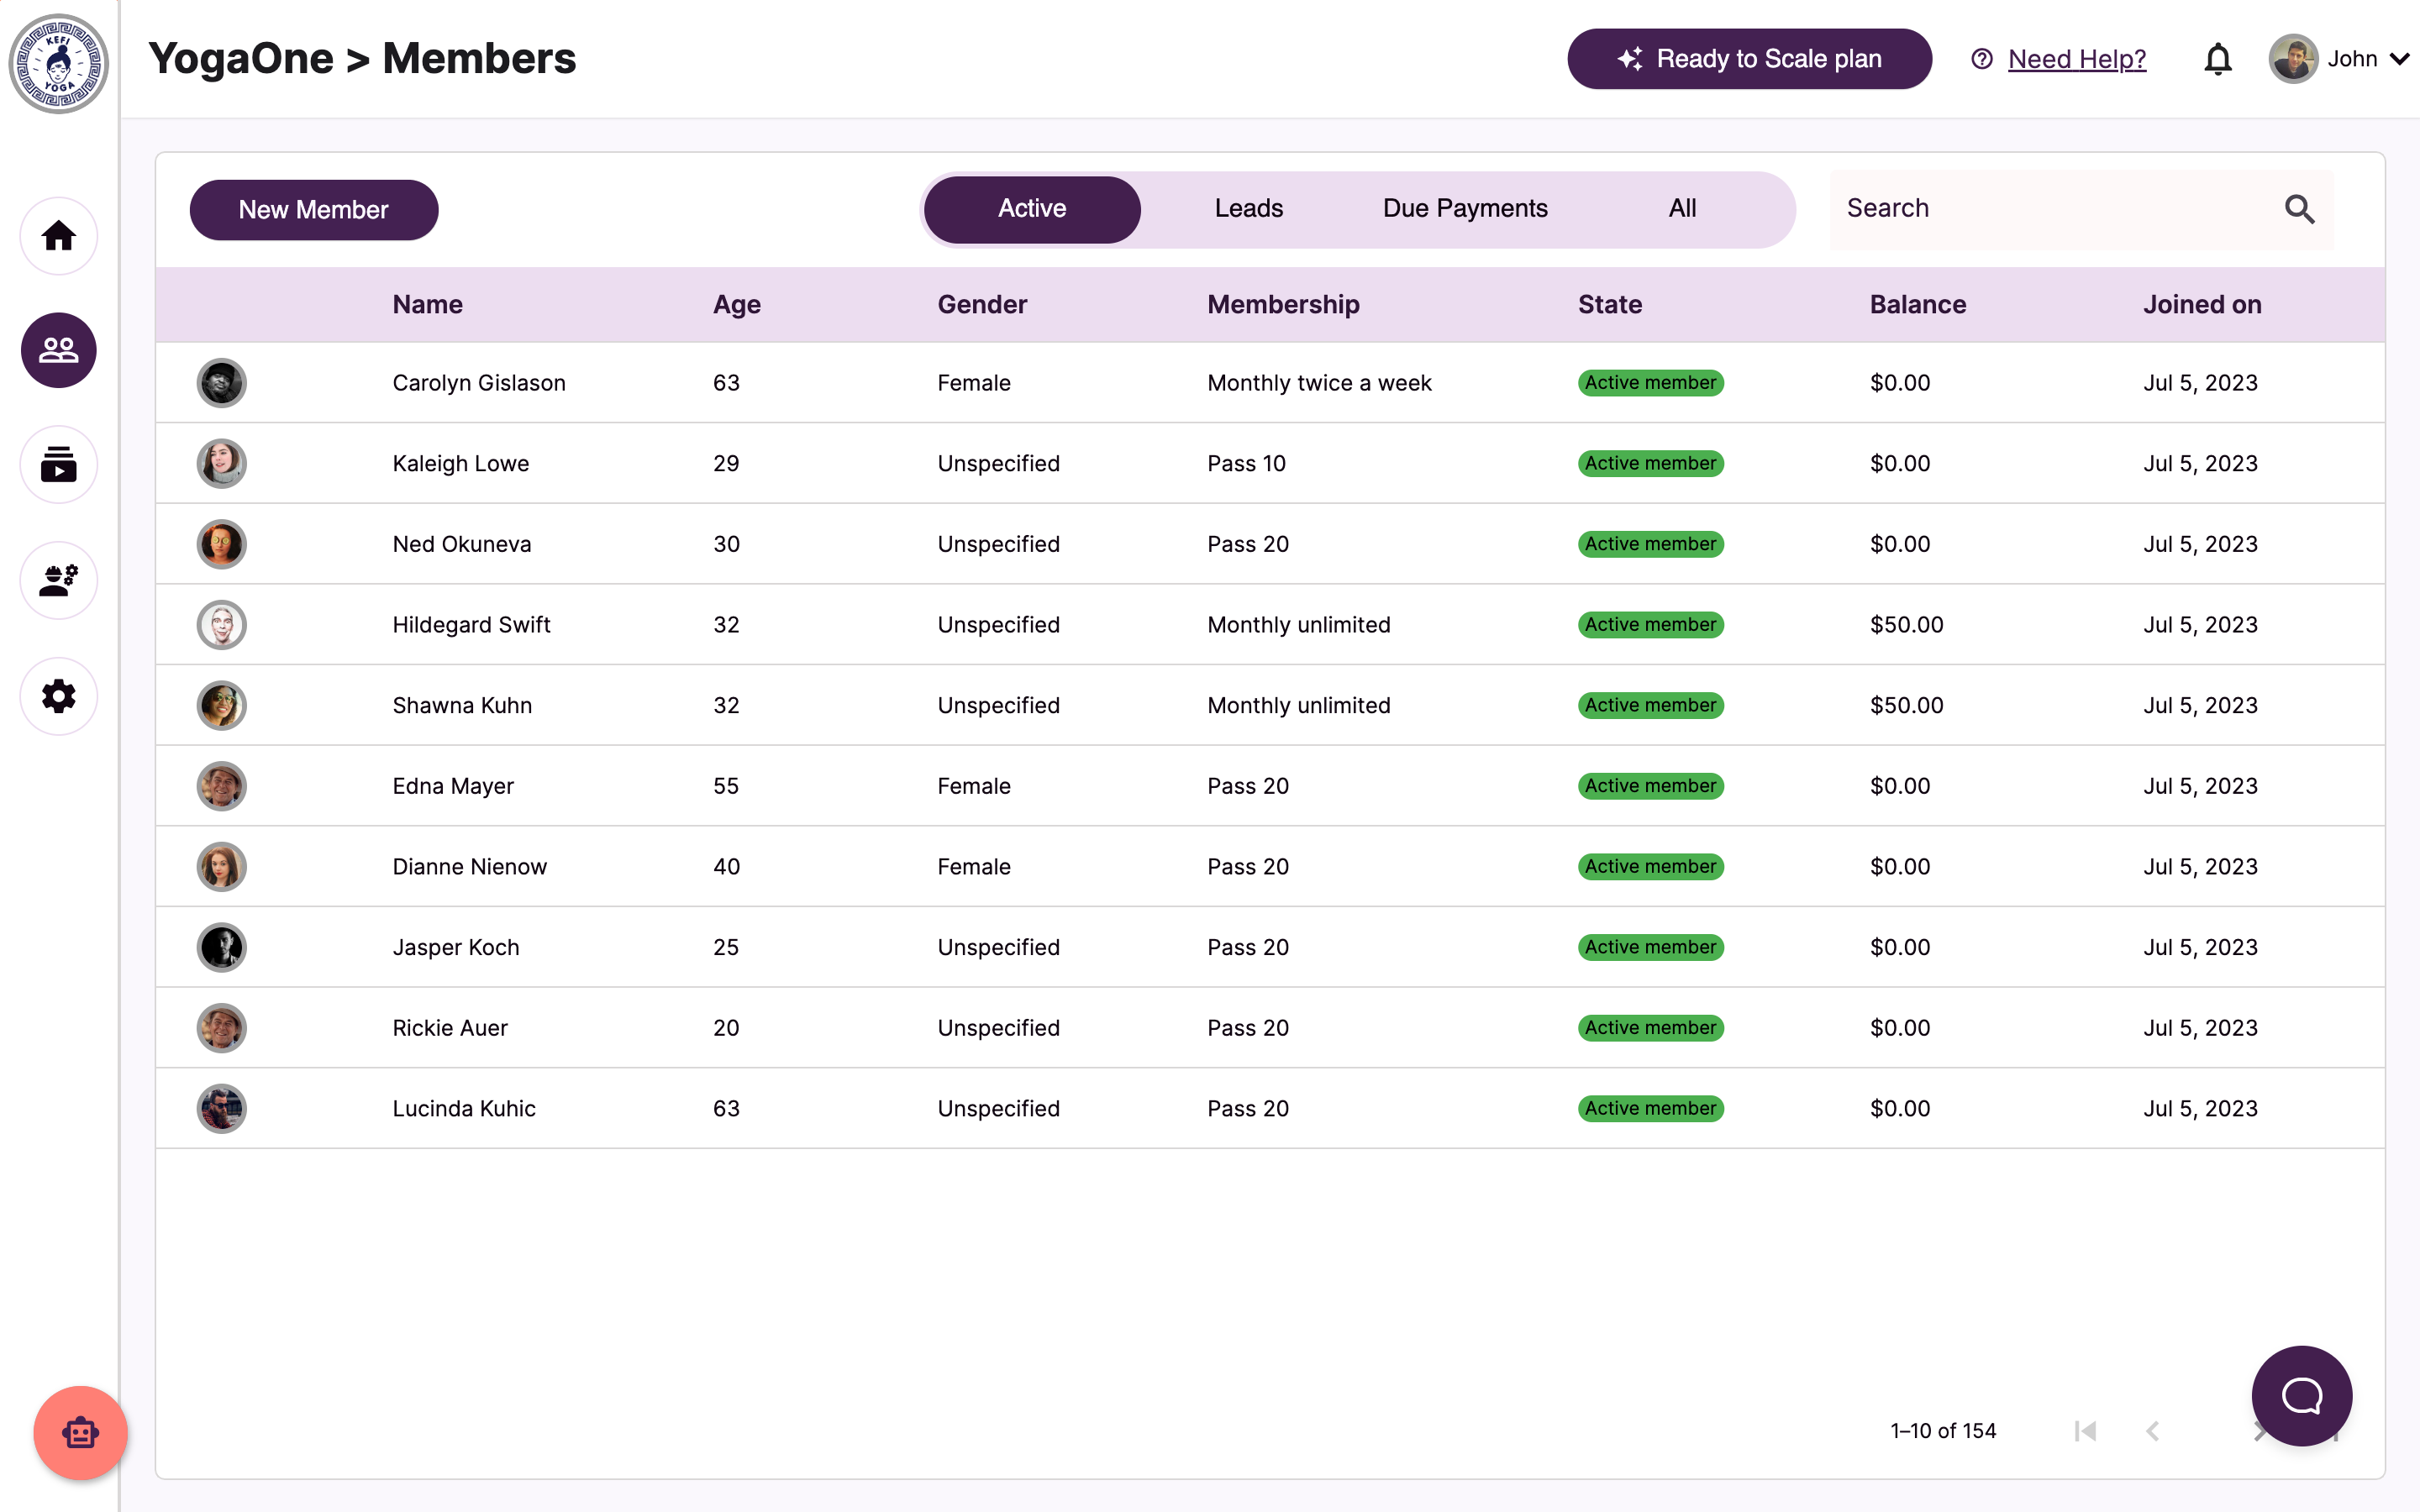 KEFI
YOGA
YogaOne > Members
Ready to Scale plan
Need Help?
John
New Member
Active
Leads
Due Payments
All
Search
Name Age Gender Membership State Balance Joined on
Carolyn Gislason 63 Female Monthly twice a week Active member $0.00 Jul 5, 2023
Kaleigh Lowe 29 Unspecified Pass 10 Active member $0.00 Jul 5, 2023
Ned Okuneva 30 Unspecified Pass 20 Active member $0.00 Jul 5, 2023
Hildegard Swift 32 Unspecified Monthly unlimited Active member $50.00 Jul 5, 2023
Shawna Kuhn 32 Unspecified Monthly unlimited Active member $50.00 Jul 5, 2023
Edna Mayer 55 Female Pass 20 Active member $0.00 Jul 5, 2023
Dianne Nienow 40 Female Pass 20 Active member $0.00 Jul 5, 2023
Jasper Koch 25 Unspecified Pass 20 Active member $0.00 Jul 5, 2023
Rickie Auer 20 Unspecified Pass 20 Active member $0.00 Jul 5, 2023
Lucinda Kuhic 63 Unspecified Pass 20 Active member $0.00 Jul 5, 2023
1–10 of 154